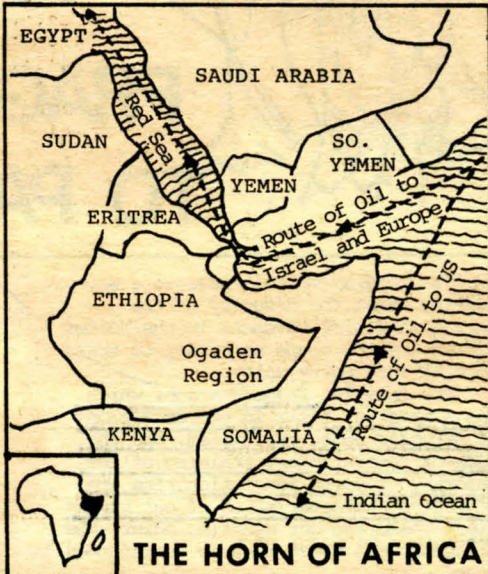 EGYPT
SAUDI ARABIA
Red Sea
SUDAN
SO.
YEMEN
YEMEN
Route of Oil to
Israel and Europe
ERITREA
ETHIOPIA
Ogaden
Region
Route of Oil to US
KENYA
SOMALIA
Indian Ocean
THE HORN OF AFRICA